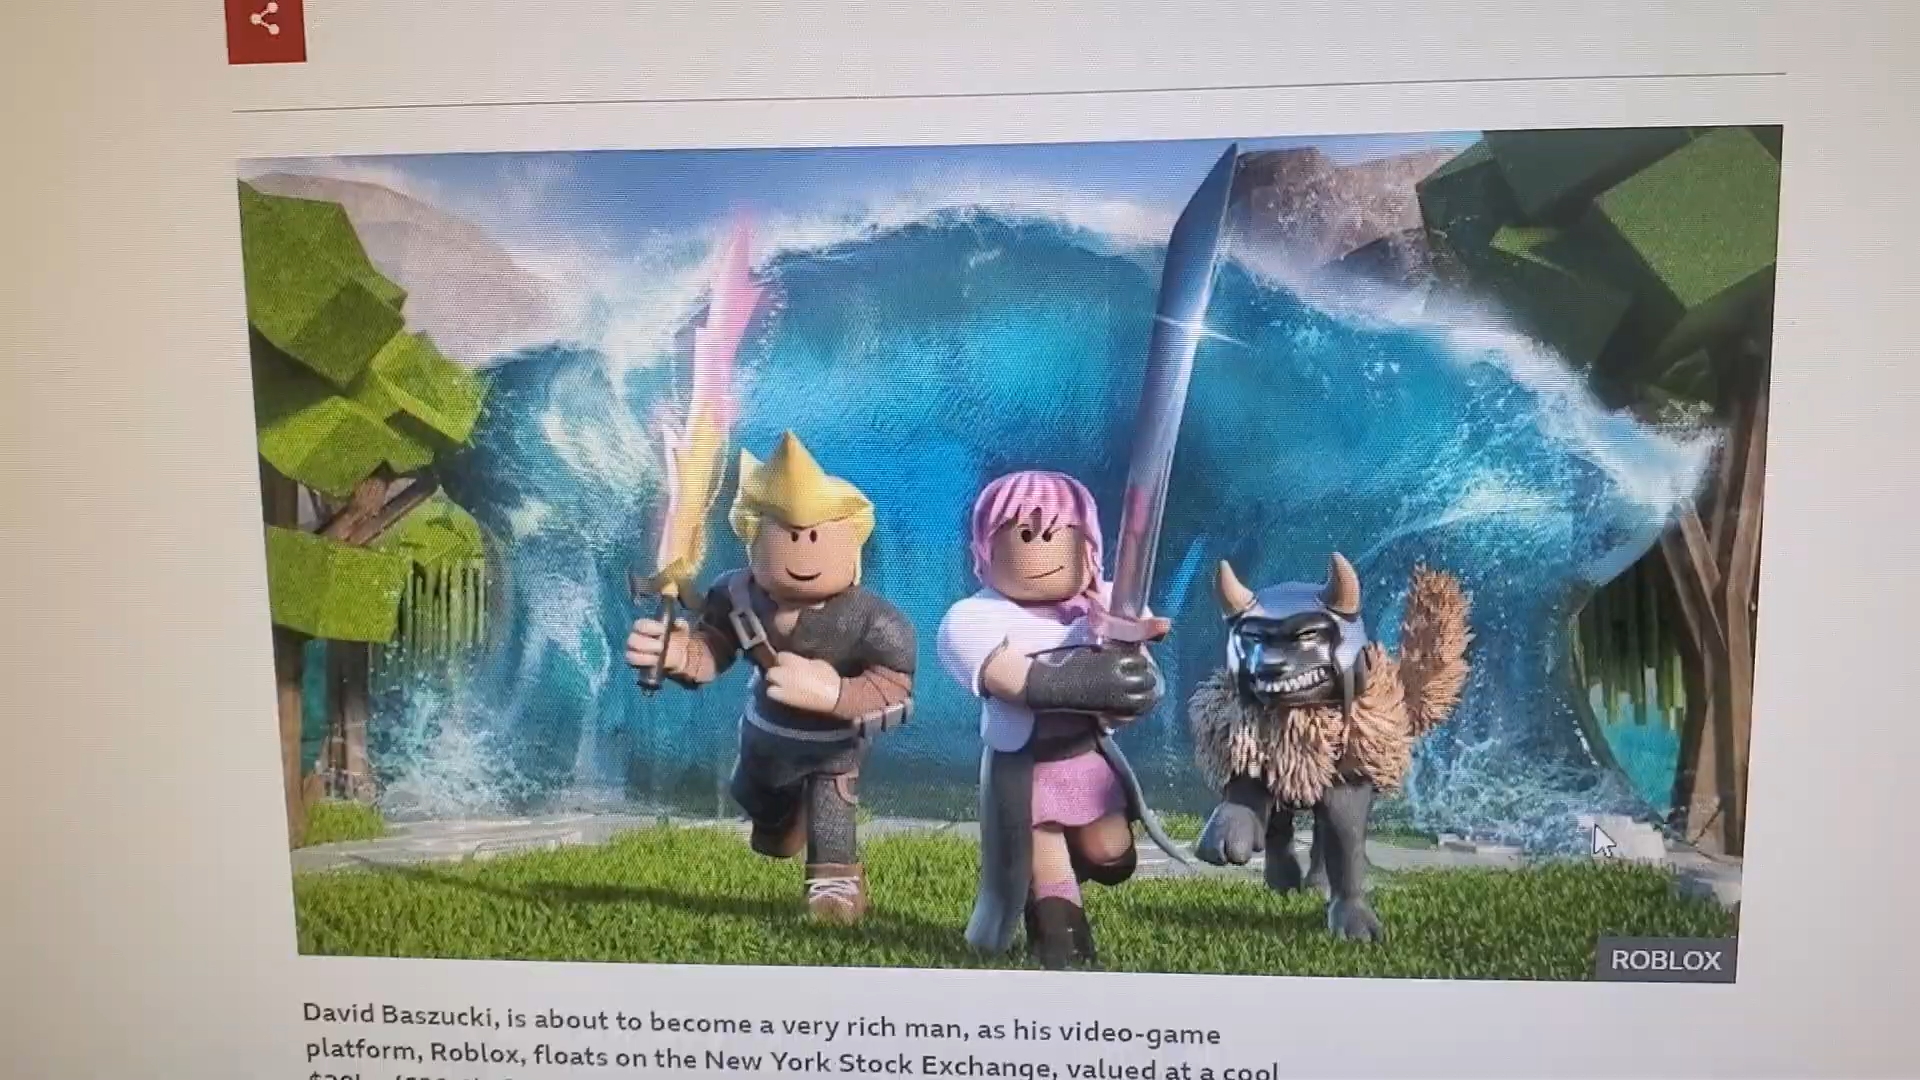 ROBLOX
David Baszucki, is about to become a very rich man, as his video-game
platform, Roblox, floats on the New York Stock Exchange, valued at a cool